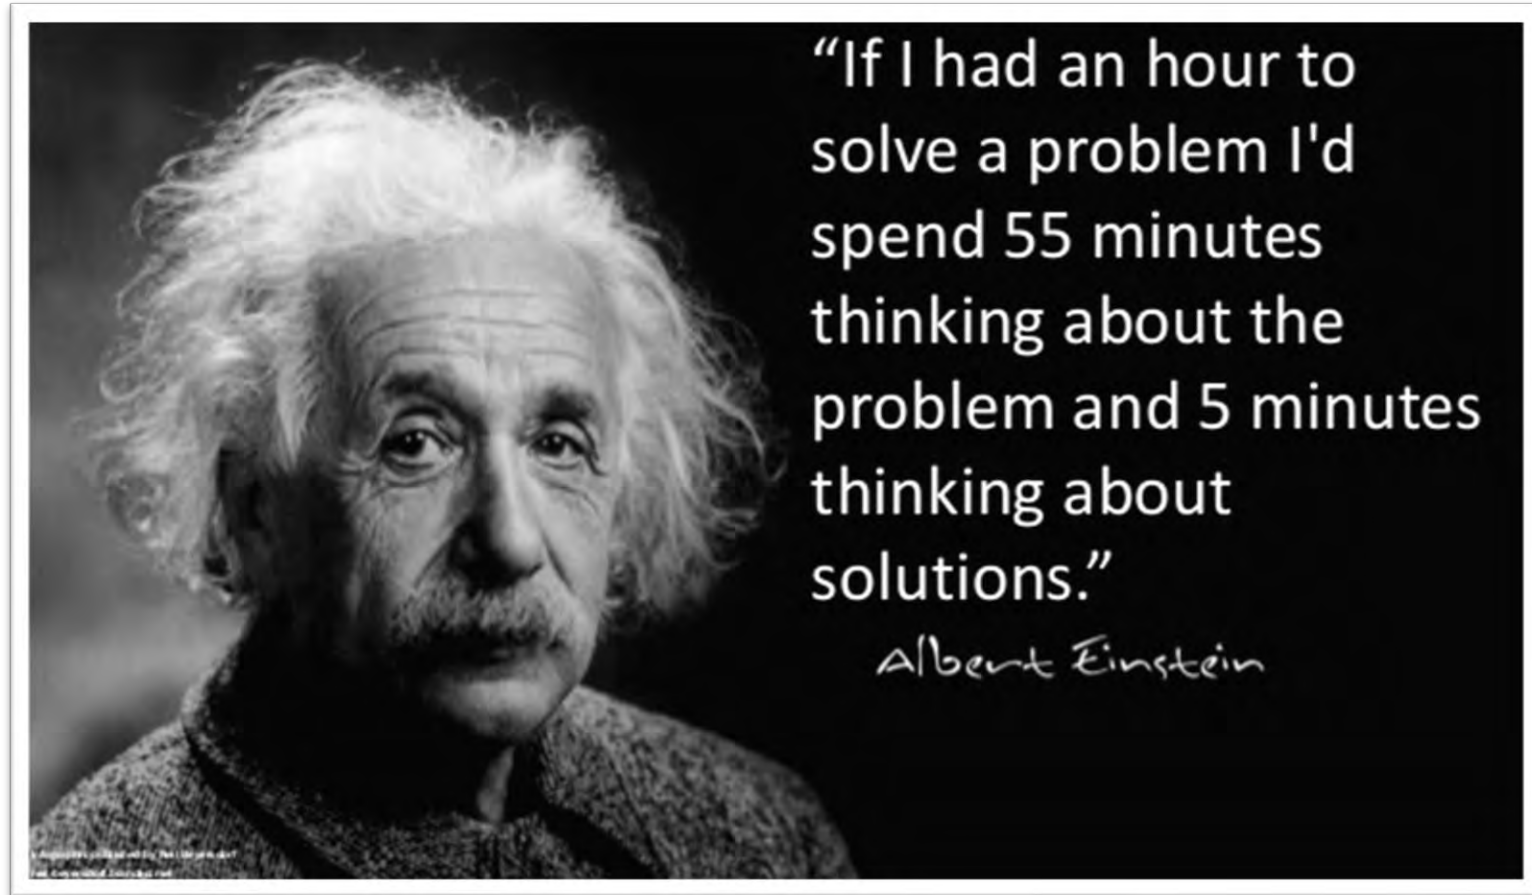 “If I had an hour to
solve a problem I'd
spend 55 minutes
thinking about the
problem and 5 minutes
thinking about
solutions.”
Albert Einstein